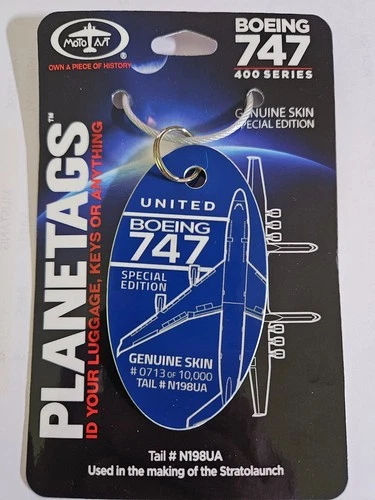 MOTOART
®
OWN A PIECE OF HISTORY
BOEING
747
400 SERIES
GENUINE SKIN
SPECIAL EDITION
PLANETAGS™
ID YOUR LUGGAGE, KEYS OR ANYTHING
UNITED
BOEING
747
SPECIAL
EDITION
GENUINE SKIN
# 0713 OF 10,000
TAIL # N198UA
Tail # N198UA
Used in the making of the Stratolaunch